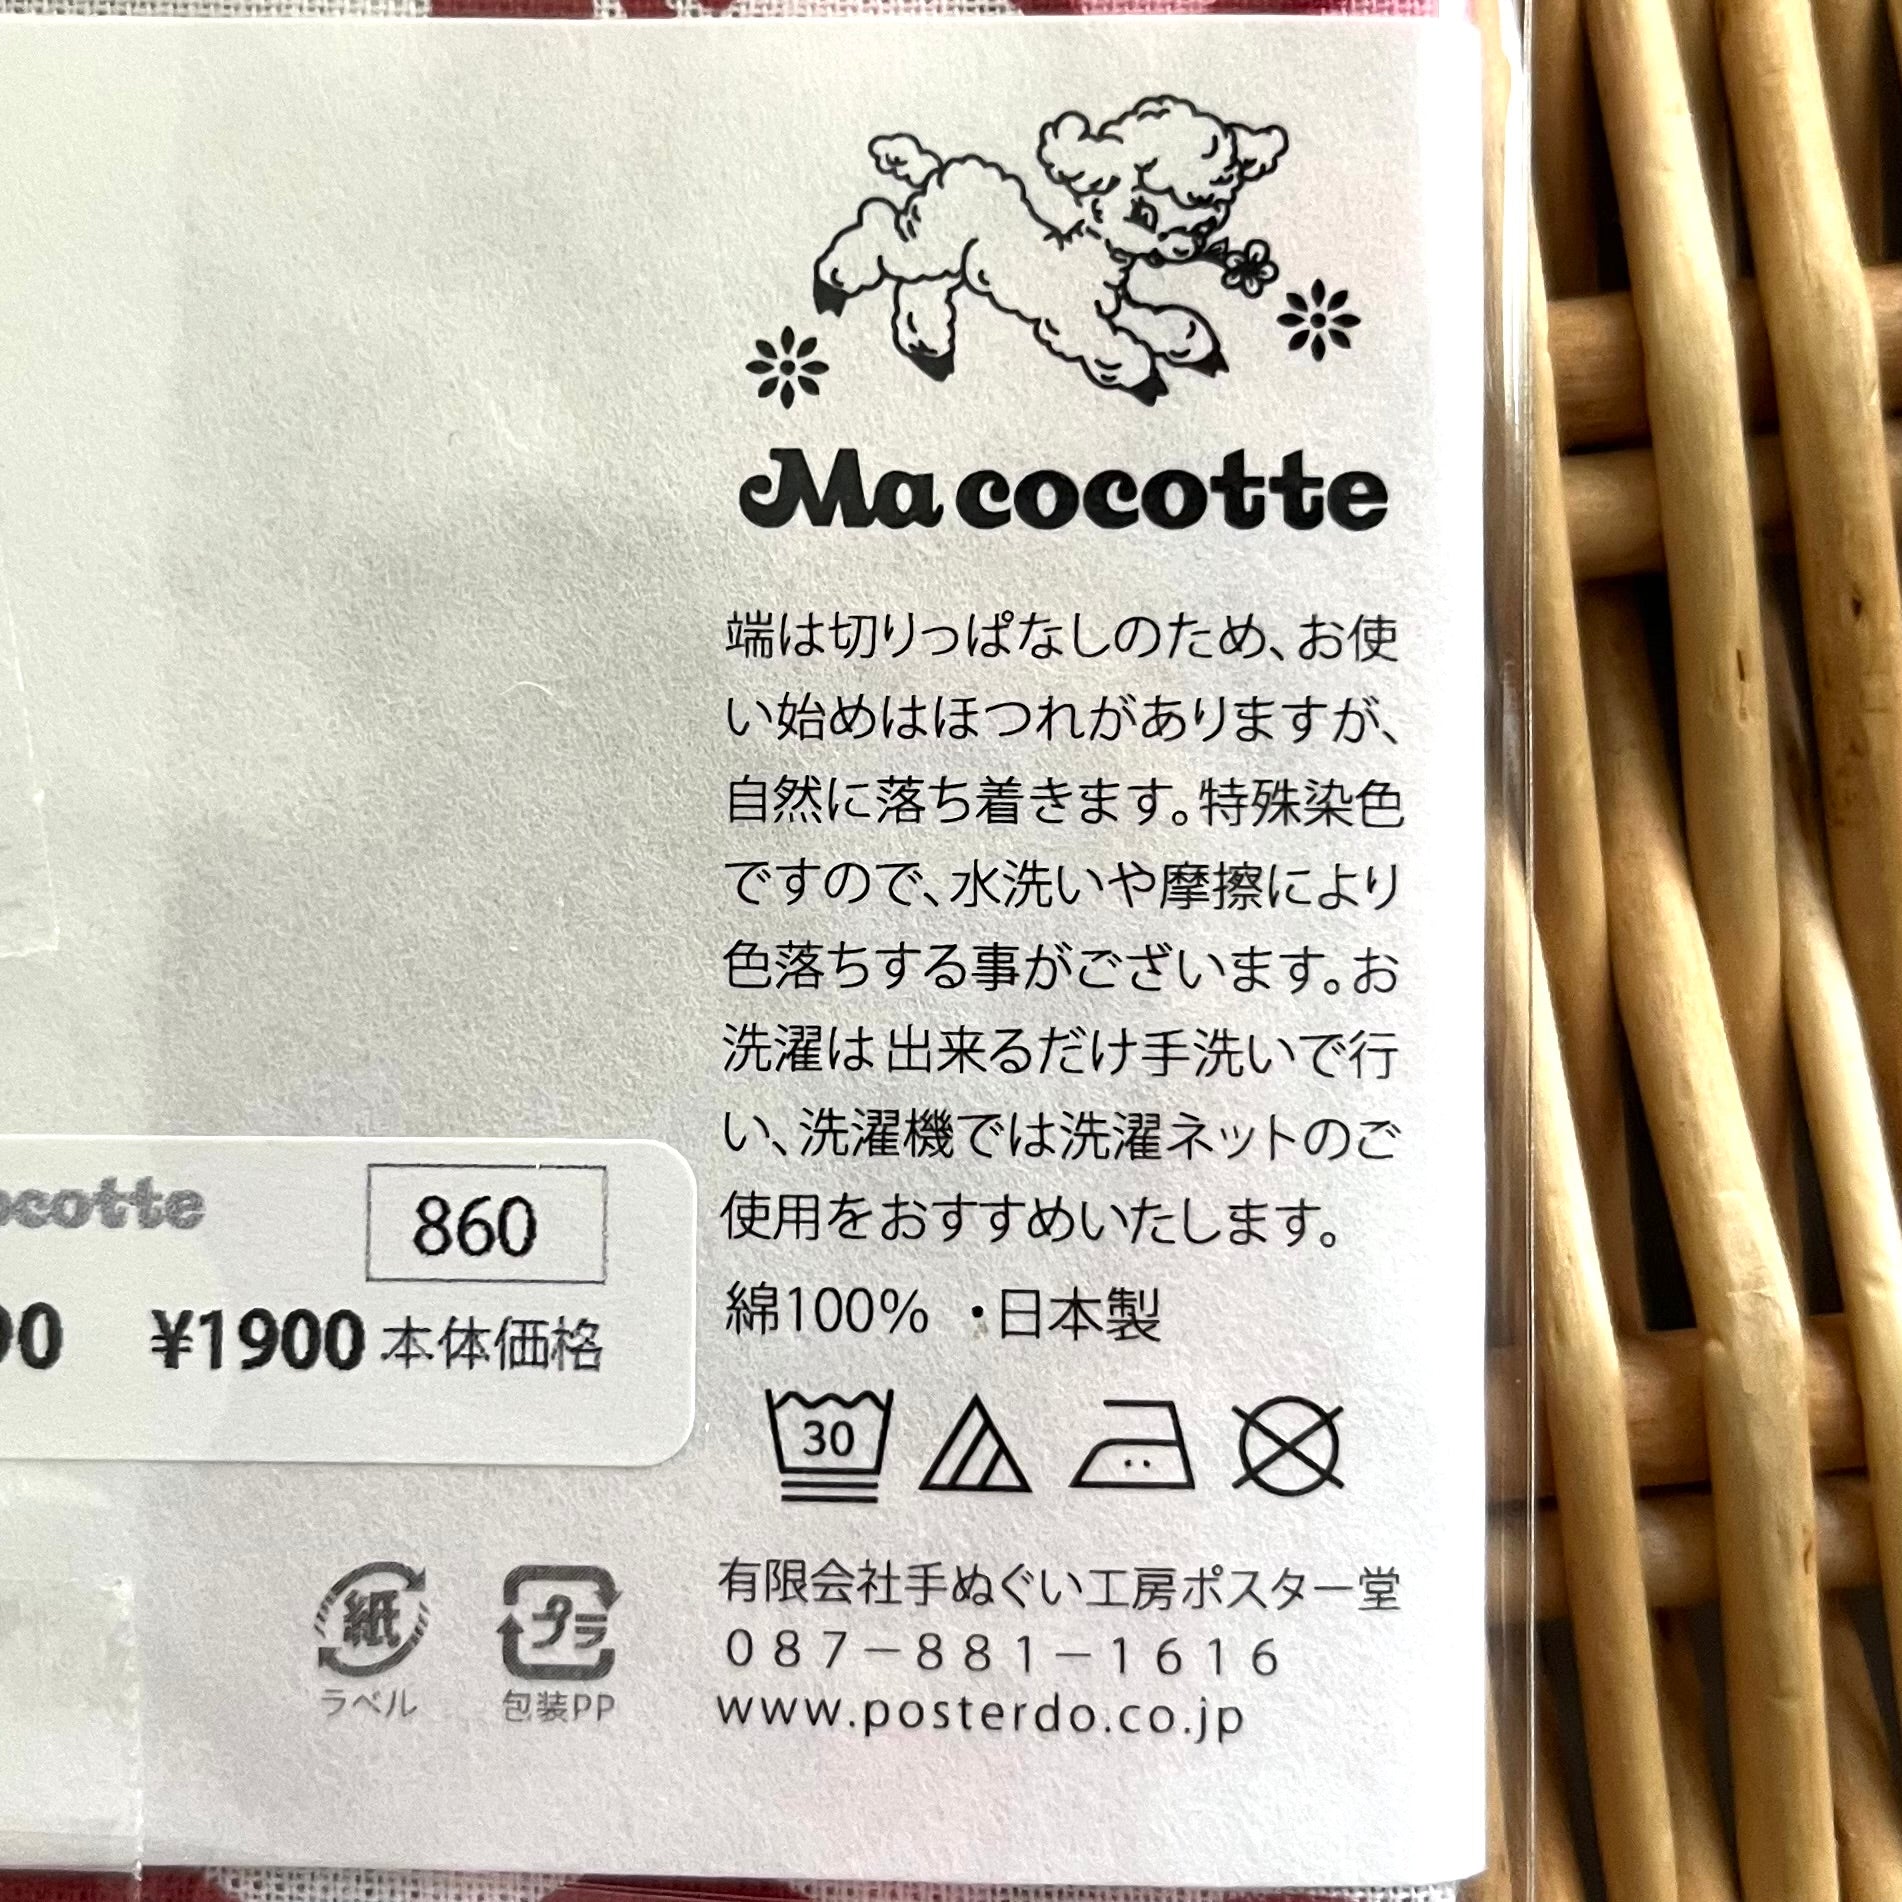 Ma cocotte
端は切りっぱなしのため、お使
い始めはほつれがありますが、
自然に落ち着きます。特殊染色
ですので、水洗いや摩擦により
色落ちする事がございます。お
洗濯は出来るだけ手洗いで行
い、洗濯機では洗濯ネットのご
使用をおすすめいたします。
綿100% ・日本製
30
有限会社手ぬぐい工房ポスター堂
087－881－1616
www.posterdo.co.jp
ocotte 860
00 ¥1900 本体価格
紙 プラ
ラベル 包装PP